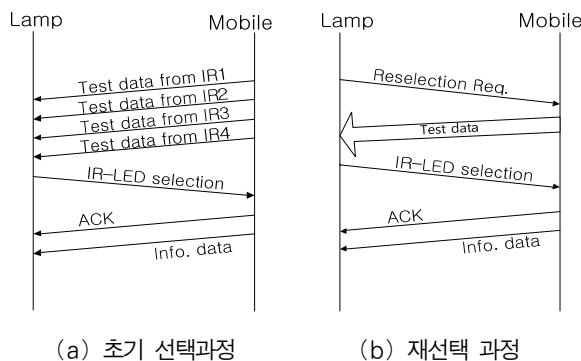 Lamp
Mobile
Test data from IR1
Test data from IR2
Test data from IR3
Test data from IR4
IR-LED selection
ACK
Info. data
(a) 초기 선택과정
Lamp
Mobile
Reselection Req.
Test data
IR-LED selection
ACK
Info. data
(b) 재선택 과정